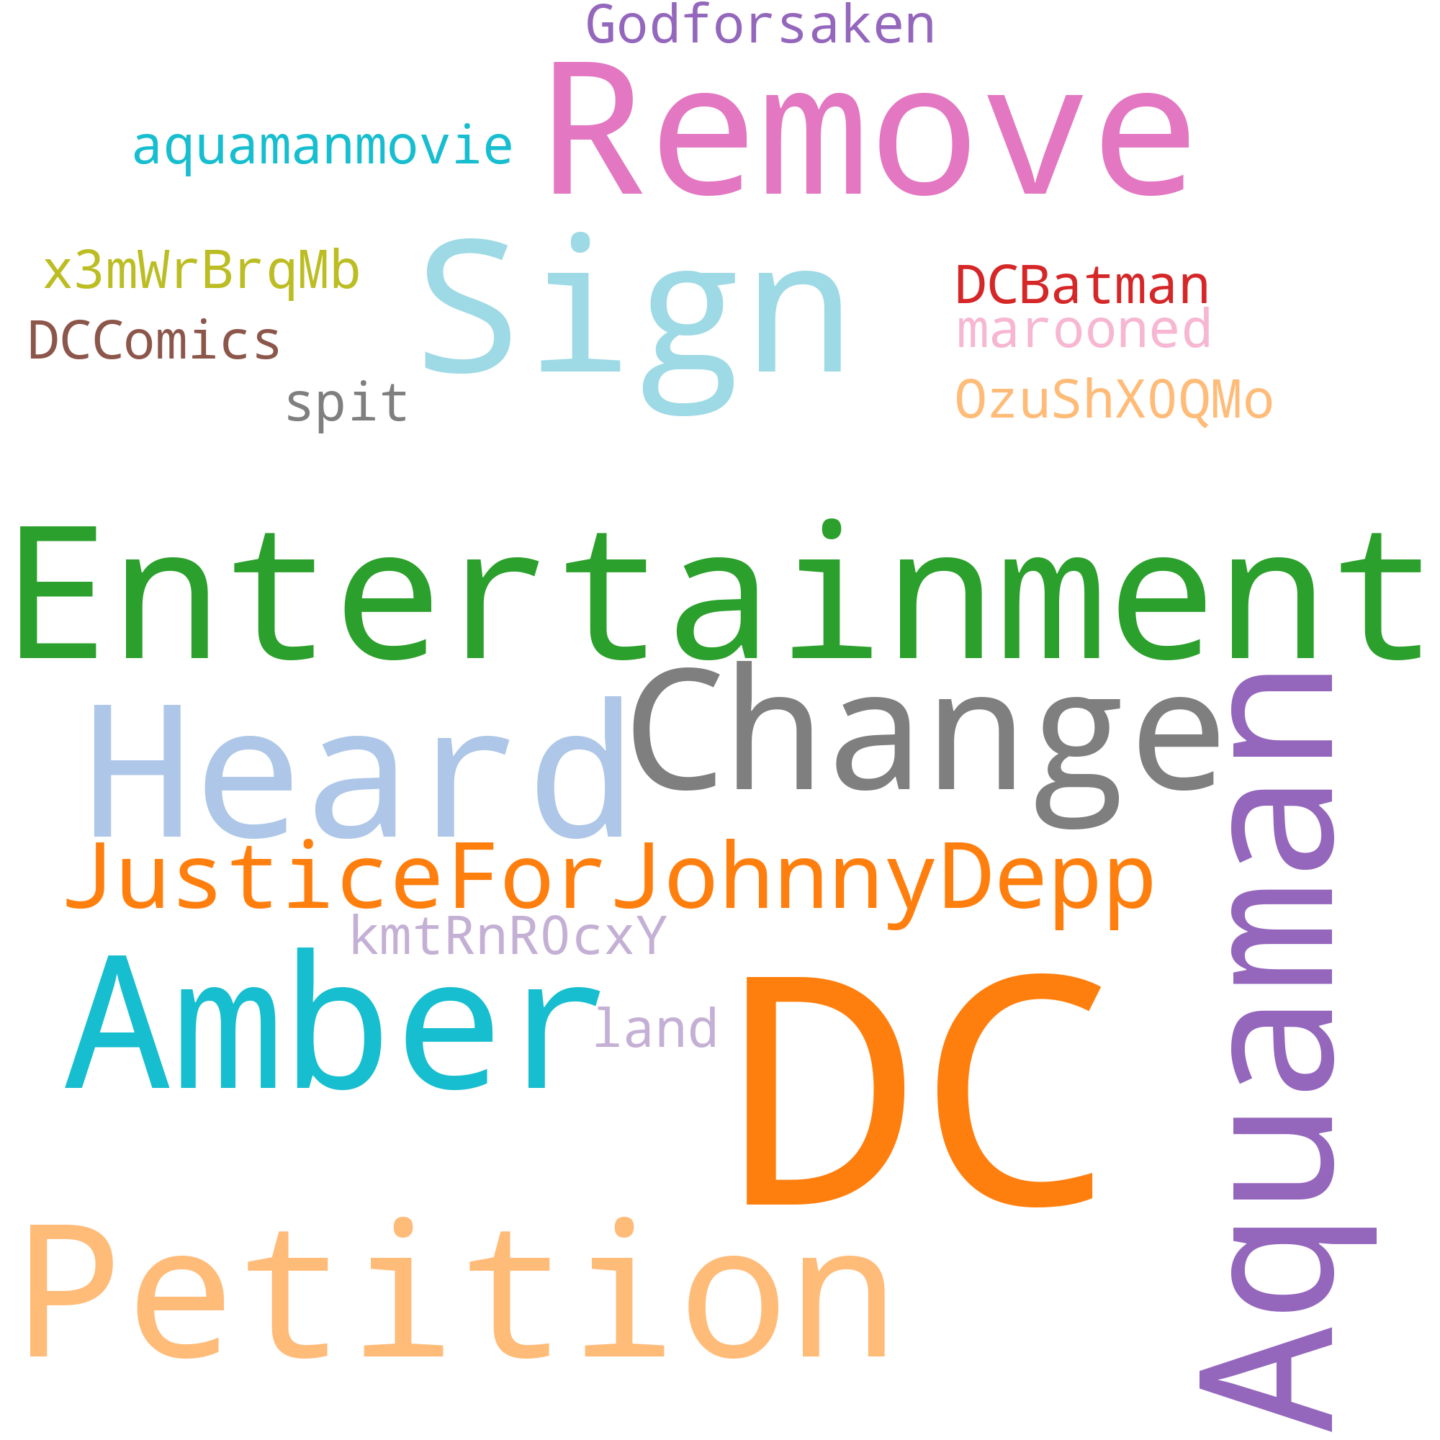 Godforsaken
Remove
aquamanmovie
Sign
x3mWrBrqMb
DCBatman
marooned
DCComics
spit
OzuShX0QMo
Entertainment
Change
Heard
Aquaman
JusticeForJohnnyDepp
kmtRnR0cxY
Amber
land
DC
Petition